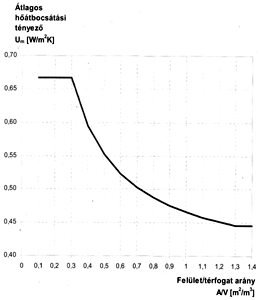 Átlagos
hőátbocsátási
tényező
Uₘ [W/m²K]
0,70
0,65
0,60
0,55
0,50
0,45
0,40
0 0,1 0,2 0,3 0,4 0,5 0,6 0,7 0,8 0,9 1 1,1 1,2 1,3 1,4
Felület/térfogat arány
A/V [m²/m³]